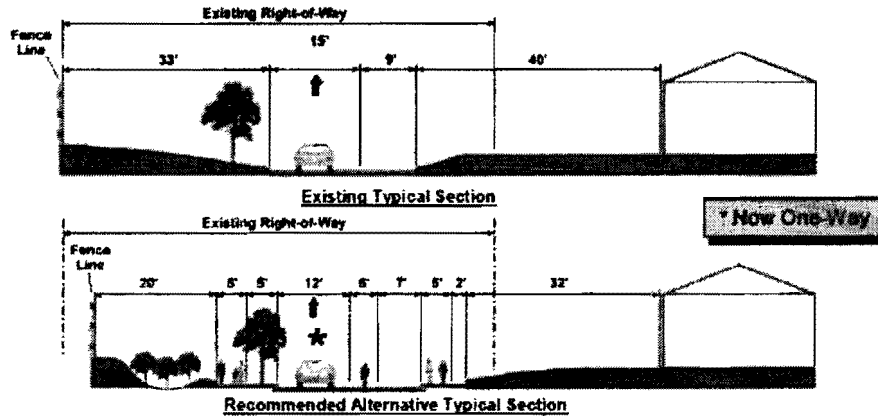 Existing Right-of-Way
Fence
Line
15'
33'
9'
40'
Existing Typical Section
* Now One-Way
Existing Right-of-Way
Fence
Line
20' 8' 5' 12' 6' 7' 5' 2' 32'
*
Recommended Alternative Typical Section